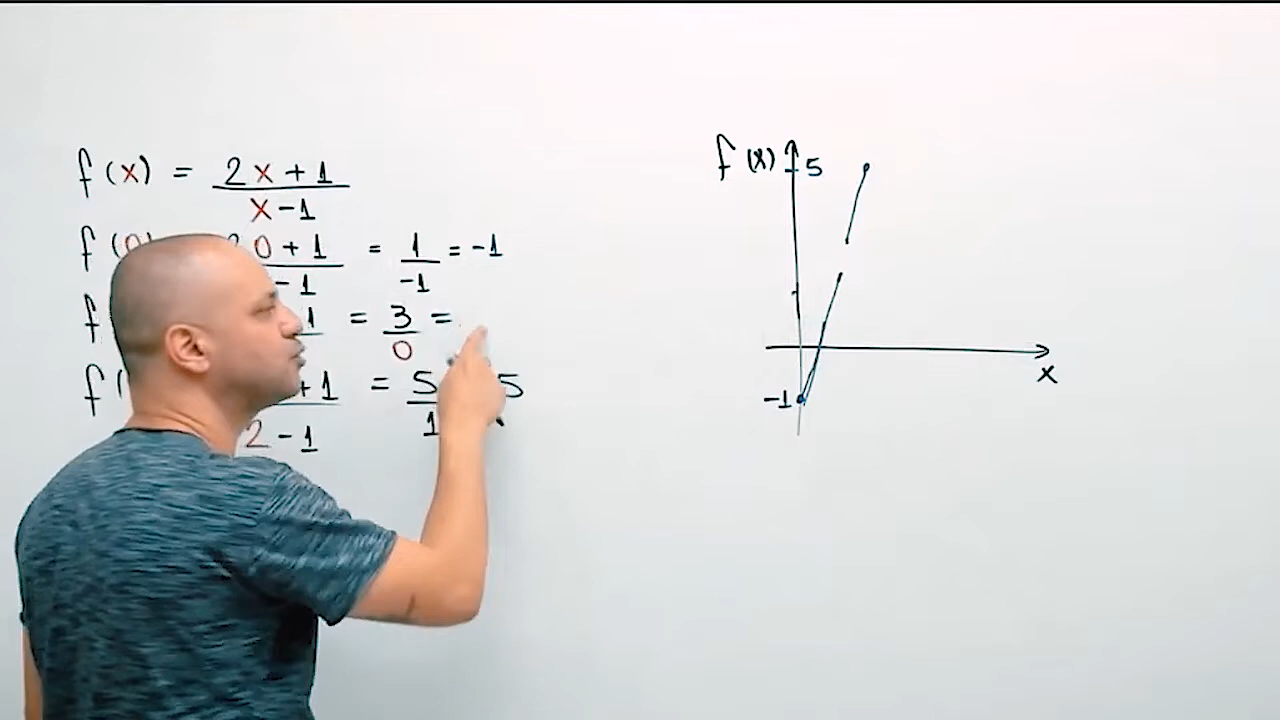 f(x) = 2x+1
x-1
f(0) 0+1 = 1 = -1
-1 -1
f 1 = 3 =
0
f( +1 = 5 5
2-1 1
f(x) 5
-1
x